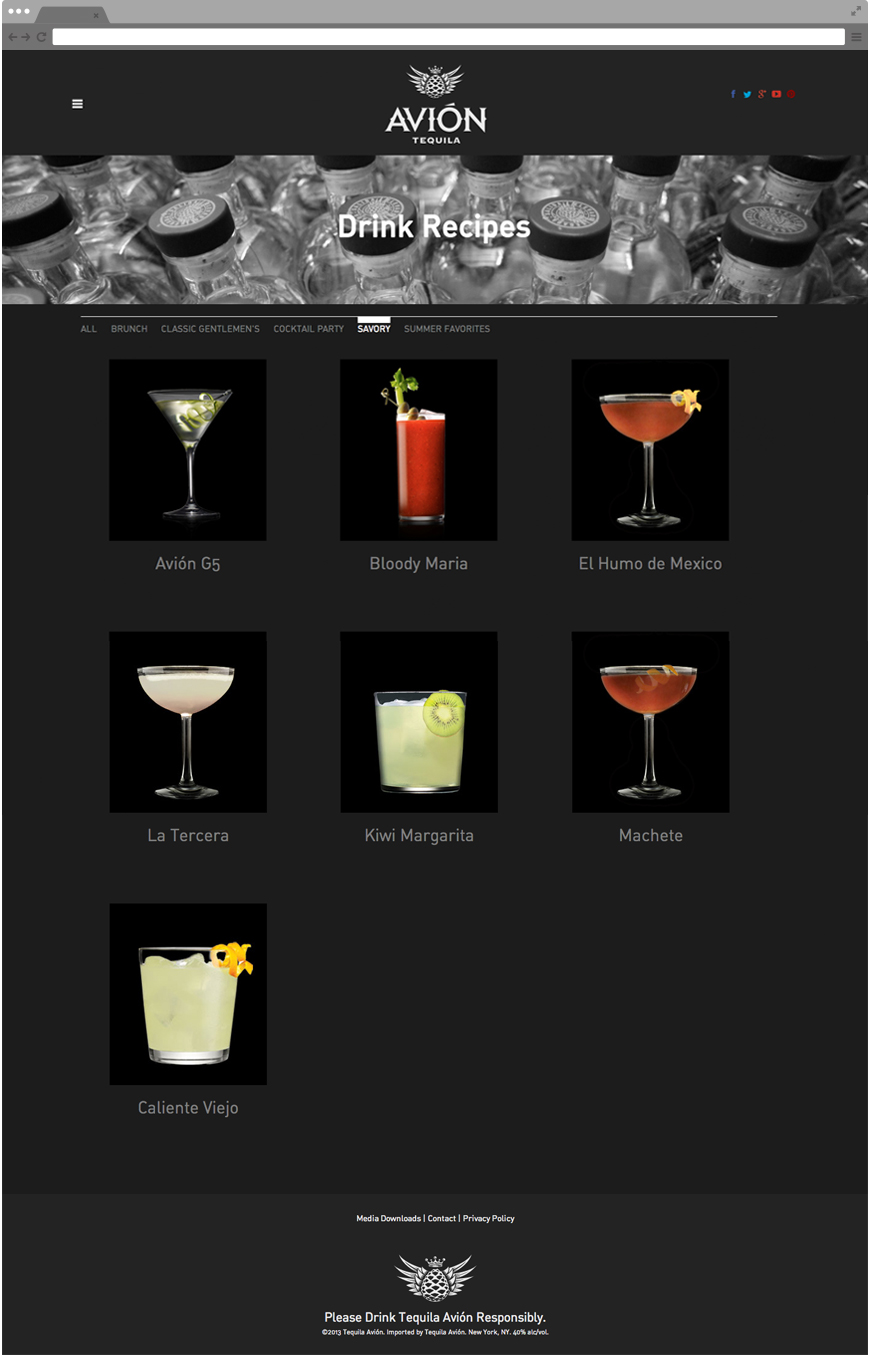 AVIÓN
TEQUILA
Drink Recipes
ALL BRUNCH CLASSIC GENTLEMEN'S COCKTAIL PARTY SAVORY SUMMER FAVORITES
Avión G5 Bloody Maria El Humo de Mexico
La Tercera Kiwi Margarita Machete
Caliente Viejo
Media Downloads | Contact | Privacy Policy
Please Drink Tequila Avión Responsibly.
©2013 Tequila Avión. Imported by Tequila Avión. New York, NY. 40% alc/vol.